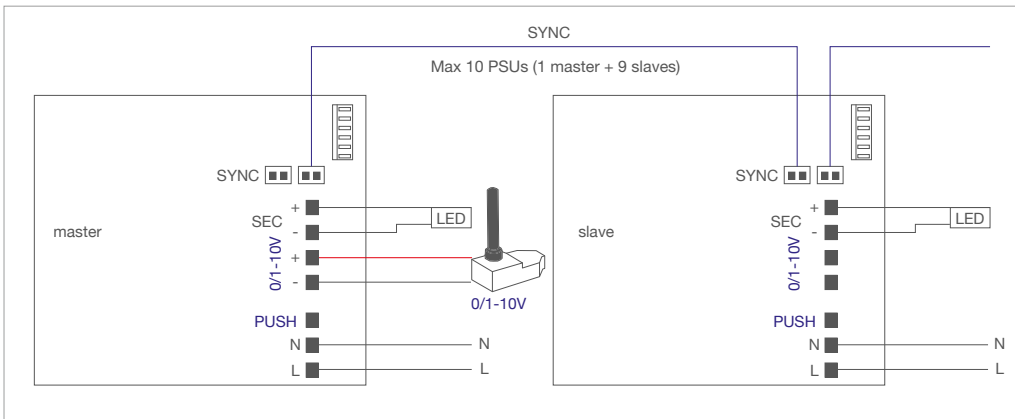 SYNC
Max 10 PSUs (1 master + 9 slaves)
master
SYNC
SEC
+
-
LED
0/1-10V
+
-
0/1-10V
PUSH
N
N
L
L
slave
SYNC
SEC
+
-
LED
0/1-10V
PUSH
N
N
L
L